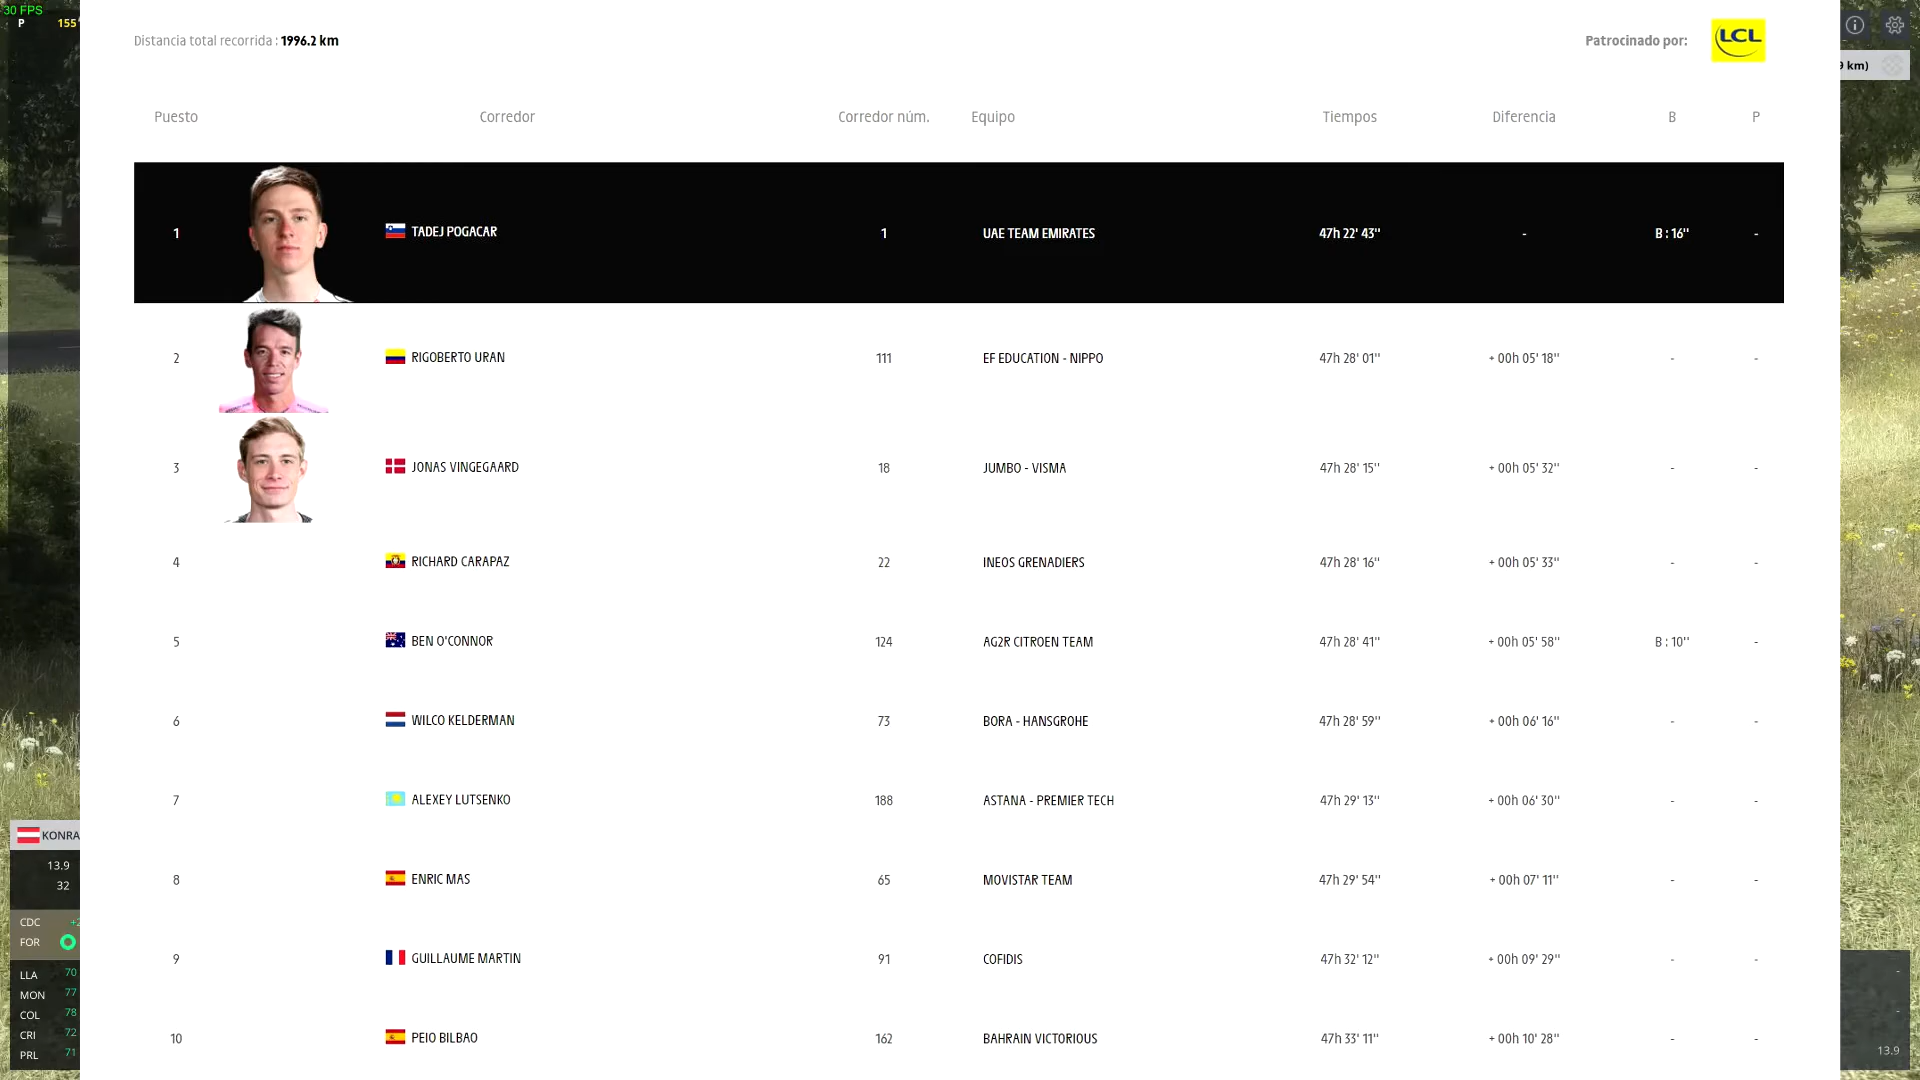 30 FPS
P 155'
Distancia total recorrida : 1996.2 km
Patrocinado por: LCL
9 km)
Puesto Corredor Corredor núm. Equipo Tiempos Diferencia B P
1 TADEJ POGACAR 1 UAE TEAM EMIRATES 47h 22' 43'' - B : 16'' -
2 RIGOBERTO URAN 111 EF EDUCATION - NIPPO 47h 28' 01'' + 00h 05' 18'' - -
3 JONAS VINGEGAARD 18 JUMBO - VISMA 47h 28' 15'' + 00h 05' 32'' - -
4 RICHARD CARAPAZ 22 INEOS GRENADIERS 47h 28' 16'' + 00h 05' 33'' - -
5 BEN O'CONNOR 124 AG2R CITROEN TEAM 47h 28' 41'' + 00h 05' 58'' B : 10'' -
6 WILCO KELDERMAN 73 BORA - HANSGROHE 47h 28' 59'' + 00h 06' 16'' - -
7 ALEXEY LUTSENKO 188 ASTANA - PREMIER TECH 47h 29' 13'' + 00h 06' 30'' - -
8 ENRIC MAS 65 MOVISTAR TEAM 47h 29' 54'' + 00h 07' 11'' - -
9 GUILLAUME MARTIN 91 COFIDIS 47h 32' 12'' + 00h 09' 29'' - -
10 PEIO BILBAO 162 BAHRAIN VICTORIOUS 47h 33' 11'' + 00h 10' 28'' - -
KONRA
13.9
32
CDC +2
FOR
LLA 70
MON 77
COL 78
CRI 72
PRL 71
-
-
13.9